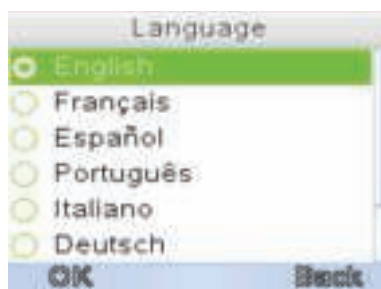 Language
English
Français
Español
Português
Italiano
Deutsch
OK Back